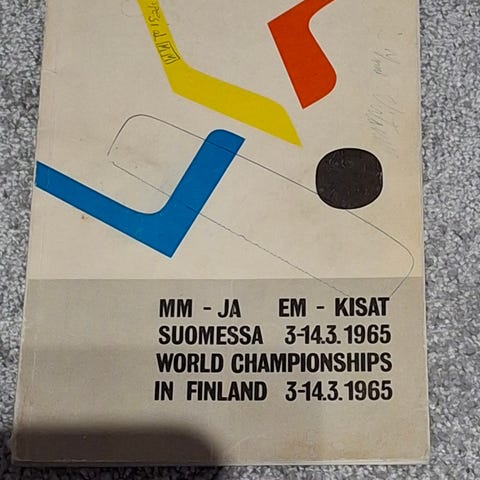 MM - JA EM - KISAT
SUOMESSA 3-14.3.1965
WORLD CHAMPIONSHIPS
IN FINLAND 3-14.3.1965